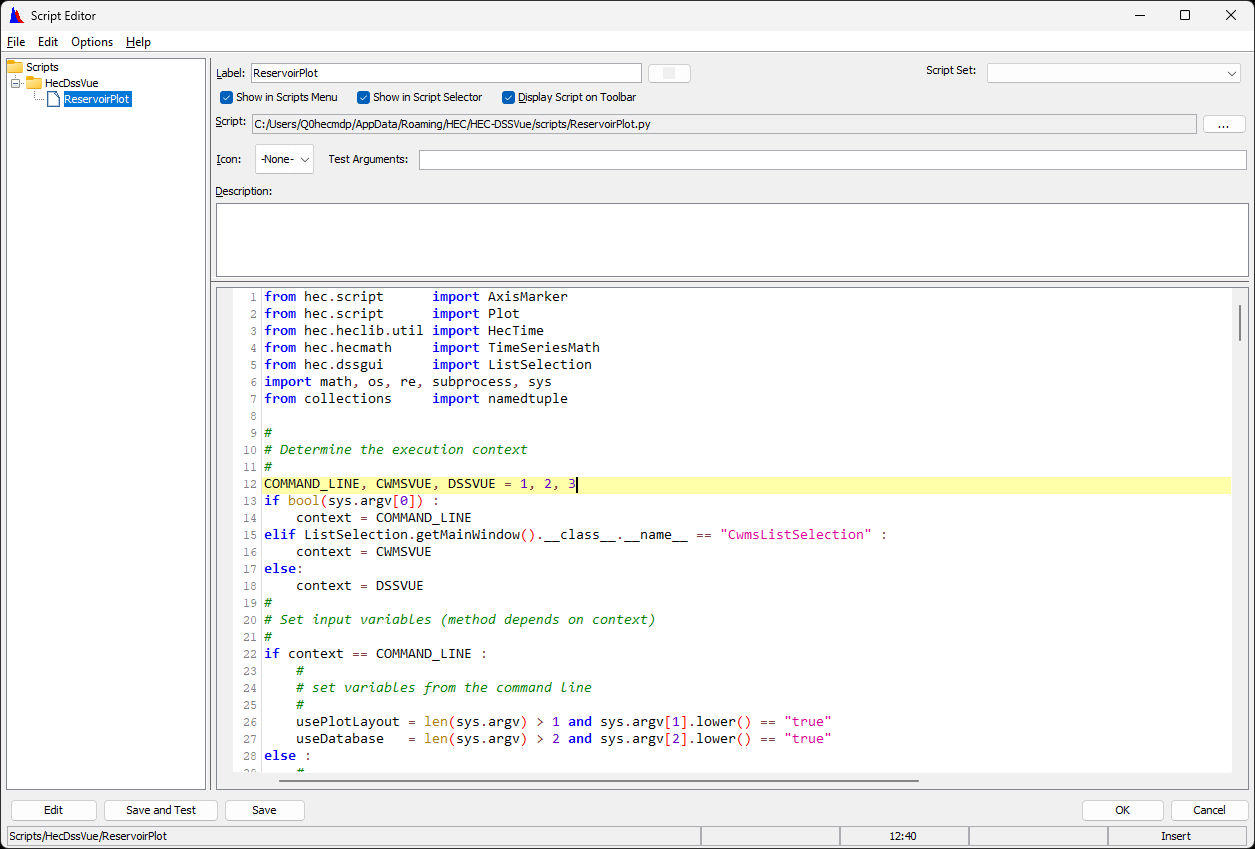 Script Editor
File Edit Options Help
Scripts
HecDssVue
ReservoirPlot
Label: ReservoirPlot
Script Set:
Show in Scripts Menu Show in Script Selector Display Script on Toolbar
Script: C:/Users/Q0hecmdp/AppData/Roaming/HEC/HEC-DSSVue/scripts/ReservoirPlot.py ...
Icon: -None- Test Arguments:
Description:
1 from hec.script      import AxisMarker
2 from hec.script      import Plot
3 from hec.heclib.util import HecTime
4 from hec.hecmath     import TimeSeriesMath
5 from hec.dssgui      import ListSelection
6 import math, os, re, subprocess, sys
7 from collections     import namedtuple
8
9 #
10 # Determine the execution context
11 #
12 COMMAND_LINE, CWMSVUE, DSSVUE = 1, 2, 3
13 if bool(sys.argv[0]) :
14     context = COMMAND_LINE
15 elif ListSelection.getMainWindow().__class__.__name__ == "CwmsListSelection" :
16     context = CWMSVUE
17 else:
18     context = DSSVUE
19 #
20 # Set input variables (method depends on context)
21 #
22 if context == COMMAND_LINE :
23     #
24     # set variables from the command line
25     #
26     usePlotLayout = len(sys.argv) > 1 and sys.argv[1].lower() == "true"
27     useDatabase   = len(sys.argv) > 2 and sys.argv[2].lower() == "true"
28 else :
29     #
Edit Save and Test Save OK Cancel
Scripts/HecDssVue/ReservoirPlot 12:40 Insert